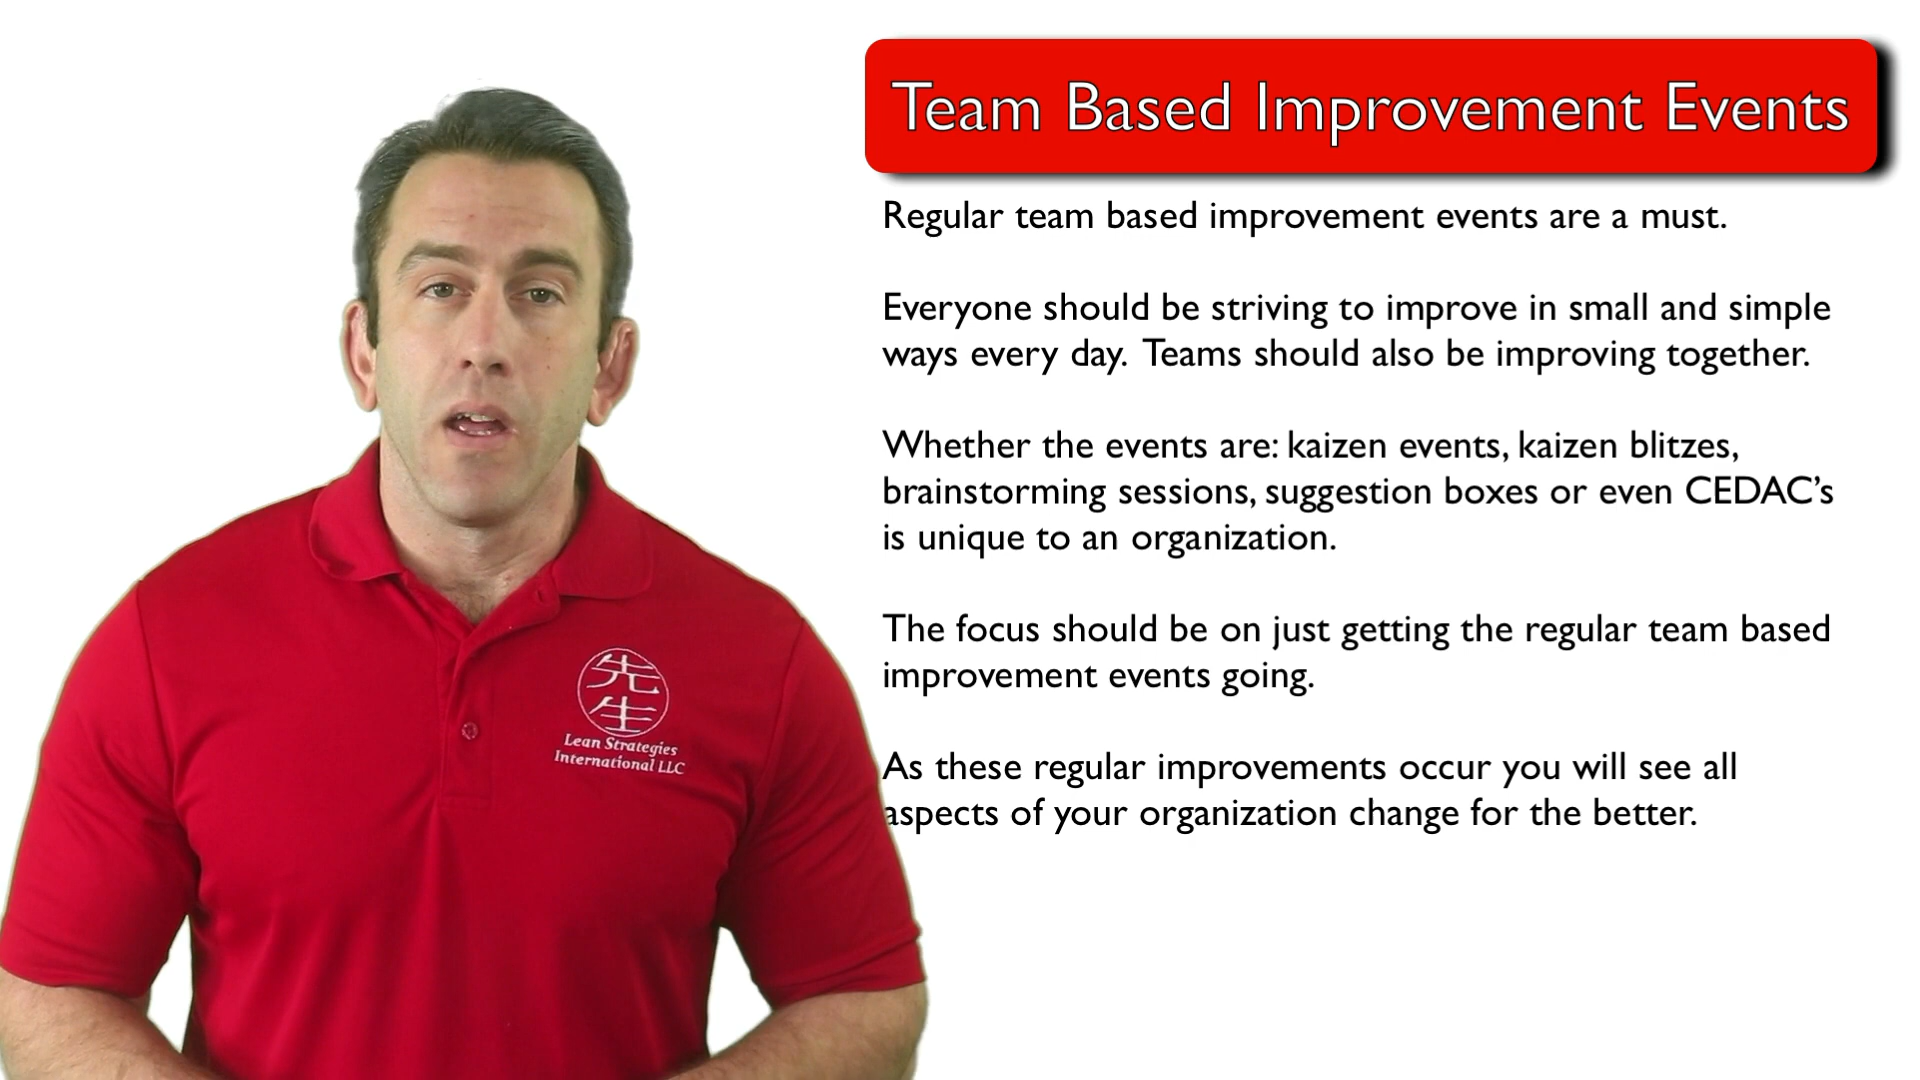 Team Based Improvement Events
Regular team based improvement events are a must.
Everyone should be striving to improve in small and simple
ways every day. Teams should also be improving together.
Whether the events are: kaizen events, kaizen blitzes,
brainstorming sessions, suggestion boxes or even CEDAC’s
is unique to an organization.
The focus should be on just getting the regular team based
improvement events going.
As these regular improvements occur you will see all
aspects of your organization change for the better.
先
生
Lean Strategies
International LLC